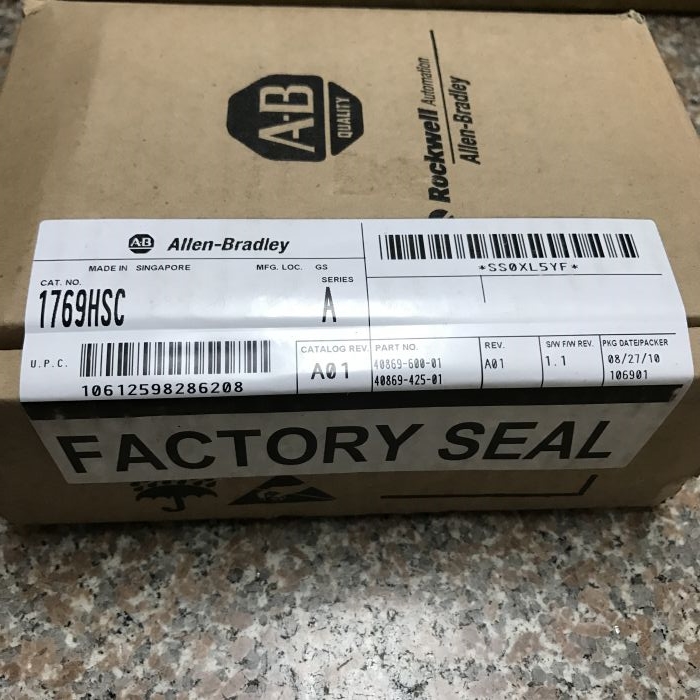 A-B
QUALITY
Rockwell Automation
Allen-Bradley
A-B Allen-Bradley
MADE IN SINGAPORE MFG. LOC. GS
CAT. NO. SERIES
1769HSC A
*SS0XL5YF*
U.P.C.
10612598286208
CATALOG REV.
A01
PART NO.
40869-600-01
40869-425-01
REV.
A01
S/W F/W REV.
1.1
PKG DATE/PACKER
08/27/10
106901
FACTORY SEAL